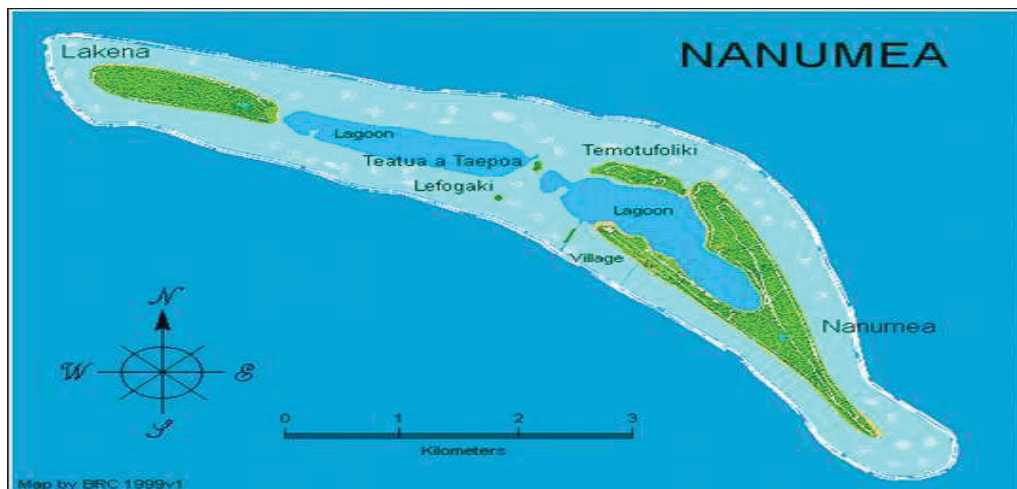 NANUMEA
Lakena
Lagoon
Teatua a Taepoa
Temotufoliki
Lefogaki
Lagoon
Village
Nanumea
N
W E
S
0 1 2 3
Kilometers
Map by BRC 1999v1